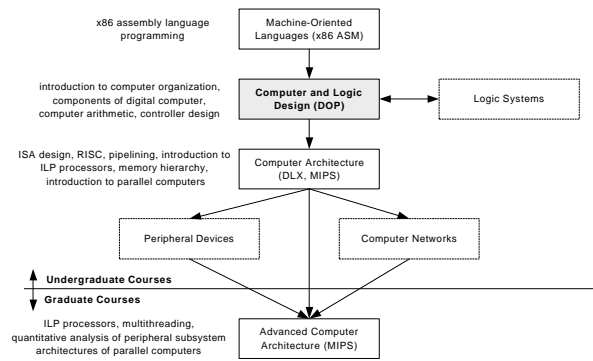 x86 assembly language
programming
Machine-Oriented
Languages (x86 ASM)
introduction to computer organization,
components of digital computer,
computer arithmetic, controller design
Computer and Logic
Design (DOP)
Logic Systems
ISA design, RISC, pipelining, introduction to
ILP processors, memory hierarchy,
introduction to parallel computers
Computer Architecture
(DLX, MIPS)
Peripheral Devices
Computer Networks
Undergraduate Courses
Graduate Courses
ILP processors, multithreading,
quantitative analysis of peripheral subsystem
architectures of parallel computers
Advanced Computer
Architecture (MIPS)